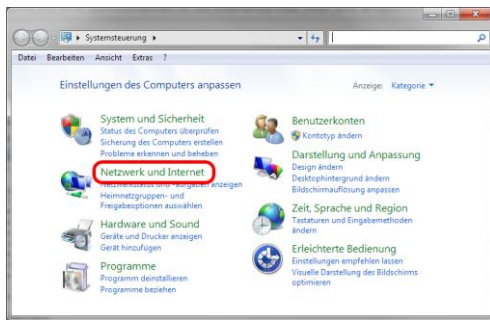 Systemsteuerung
Datei Bearbeiten Ansicht Extras ?
Einstellungen des Computers anpassen
Anzeige: Kategorie
System und Sicherheit
Status des Computers überprüfen
Sicherung des Computers erstellen
Probleme erkennen und beheben
Netzwerk und Internet
Netzwerkstatus und -aufgaben anzeigen
Heimnetzgruppen- und
Freigabeoptionen auswählen
Hardware und Sound
Geräte und Drucker anzeigen
Gerät hinzufügen
Programme
Programm deinstallieren
Programme beziehen
Benutzerkonten
Kontotyp ändern
Darstellung und Anpassung
Design ändern
Desktophintergrund ändern
Bildschirmauflösung anpassen
Zeit, Sprache und Region
Tastaturen und Eingabemethoden
ändern
Erleichterte Bedienung
Einstellungen empfehlen lassen
Visuelle Darstellung des Bildschirms
optimieren